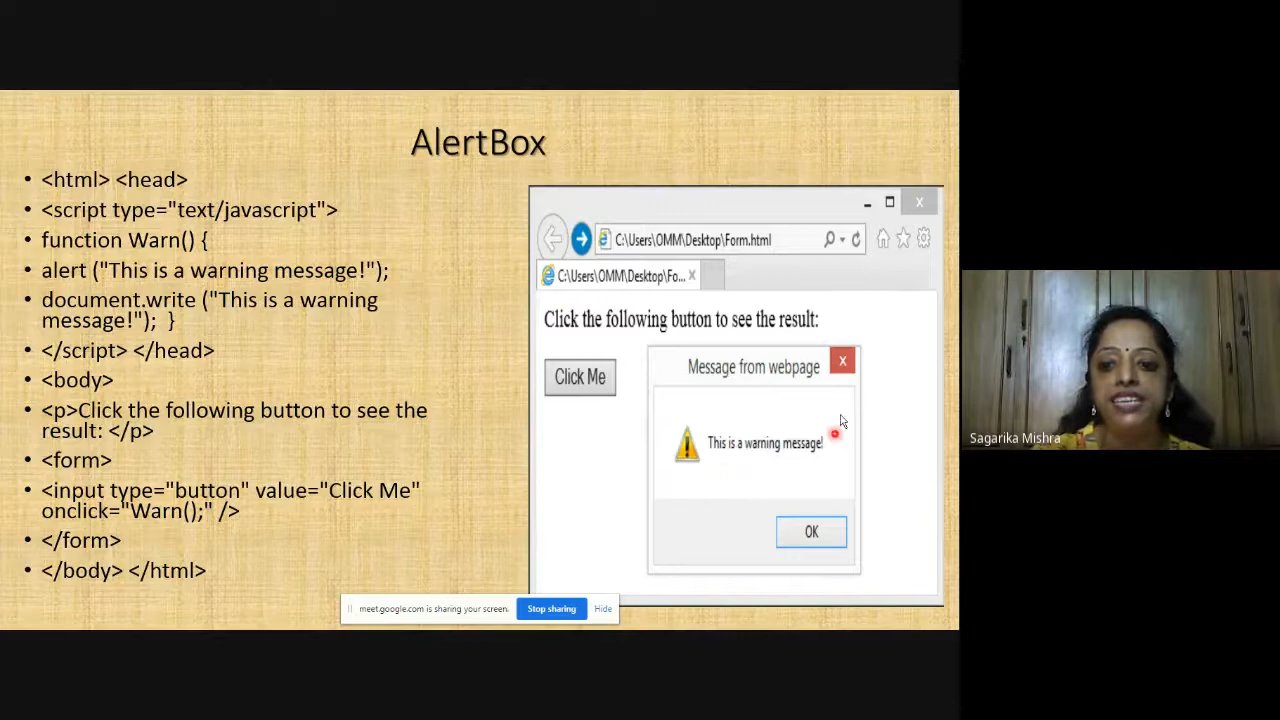 AlertBox
• <html> <head>
• <script type="text/javascript">
• function Warn() {
• alert ("This is a warning message!");
• document.write ("This is a warning
message!");  }
• </script> </head>
• <body>
• <p>Click the following button to see the
result: </p>
• <form>
• <input type="button" value="Click Me"
onclick="Warn();" />
• </form>
• </body> </html>
C:\Users\OMM\Desktop\Form.html
C:\Users\OMM\Desktop\Fo...
Click the following button to see the result:
Click Me
Message from webpage
This is a warning message!
OK
meet.google.com is sharing your screen.
Stop sharing
Hide
Sagarika Mishra